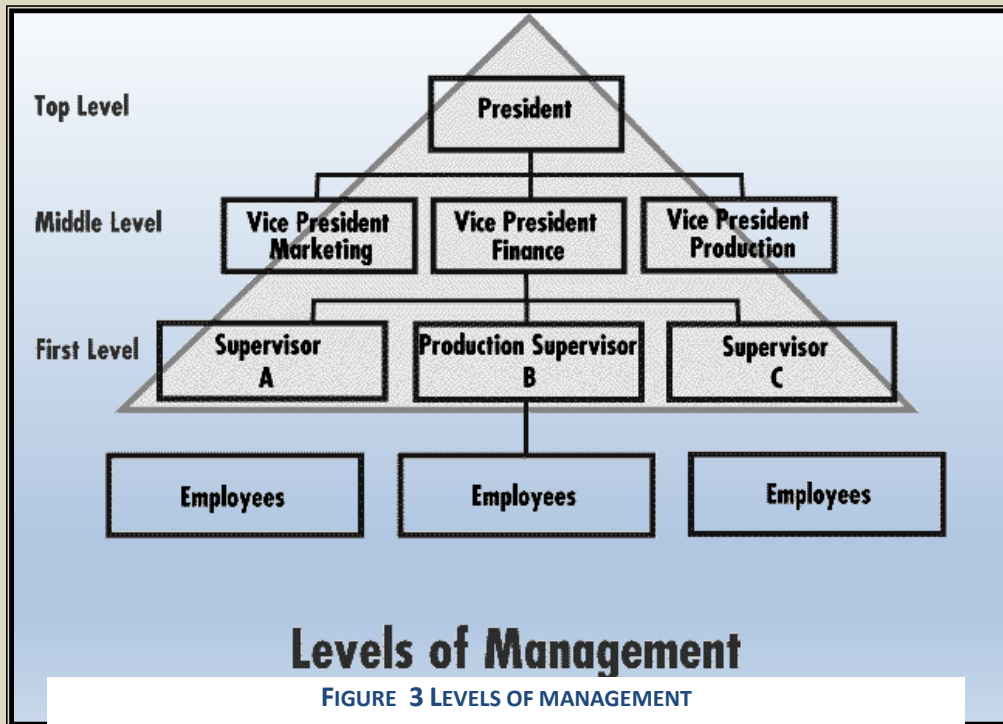 Top Level
President
Middle Level
Vice President
Marketing
Vice President
Finance
Vice President
Production
First Level
Supervisor
A
Production Supervisor
B
Supervisor
C
Employees
Employees
Employees
Levels of Management
FIGURE 3 LEVELS OF MANAGEMENT